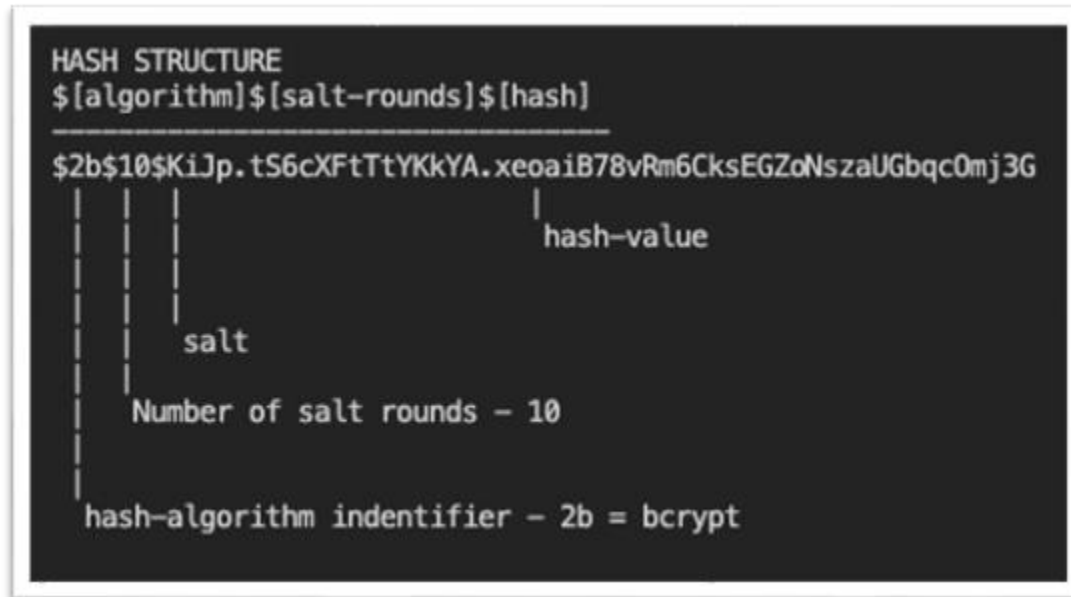 HASH STRUCTURE
$[algorithm]$[salt-rounds]$[hash]
$2b$10$KiJp.tS6cXFtTtYKkYA.xeoaiB78vRm6CksEGZoNszaUGbqcOmj3G
hash-value
salt
Number of salt rounds - 10
hash-algorithm indentifier - 2b = bcrypt